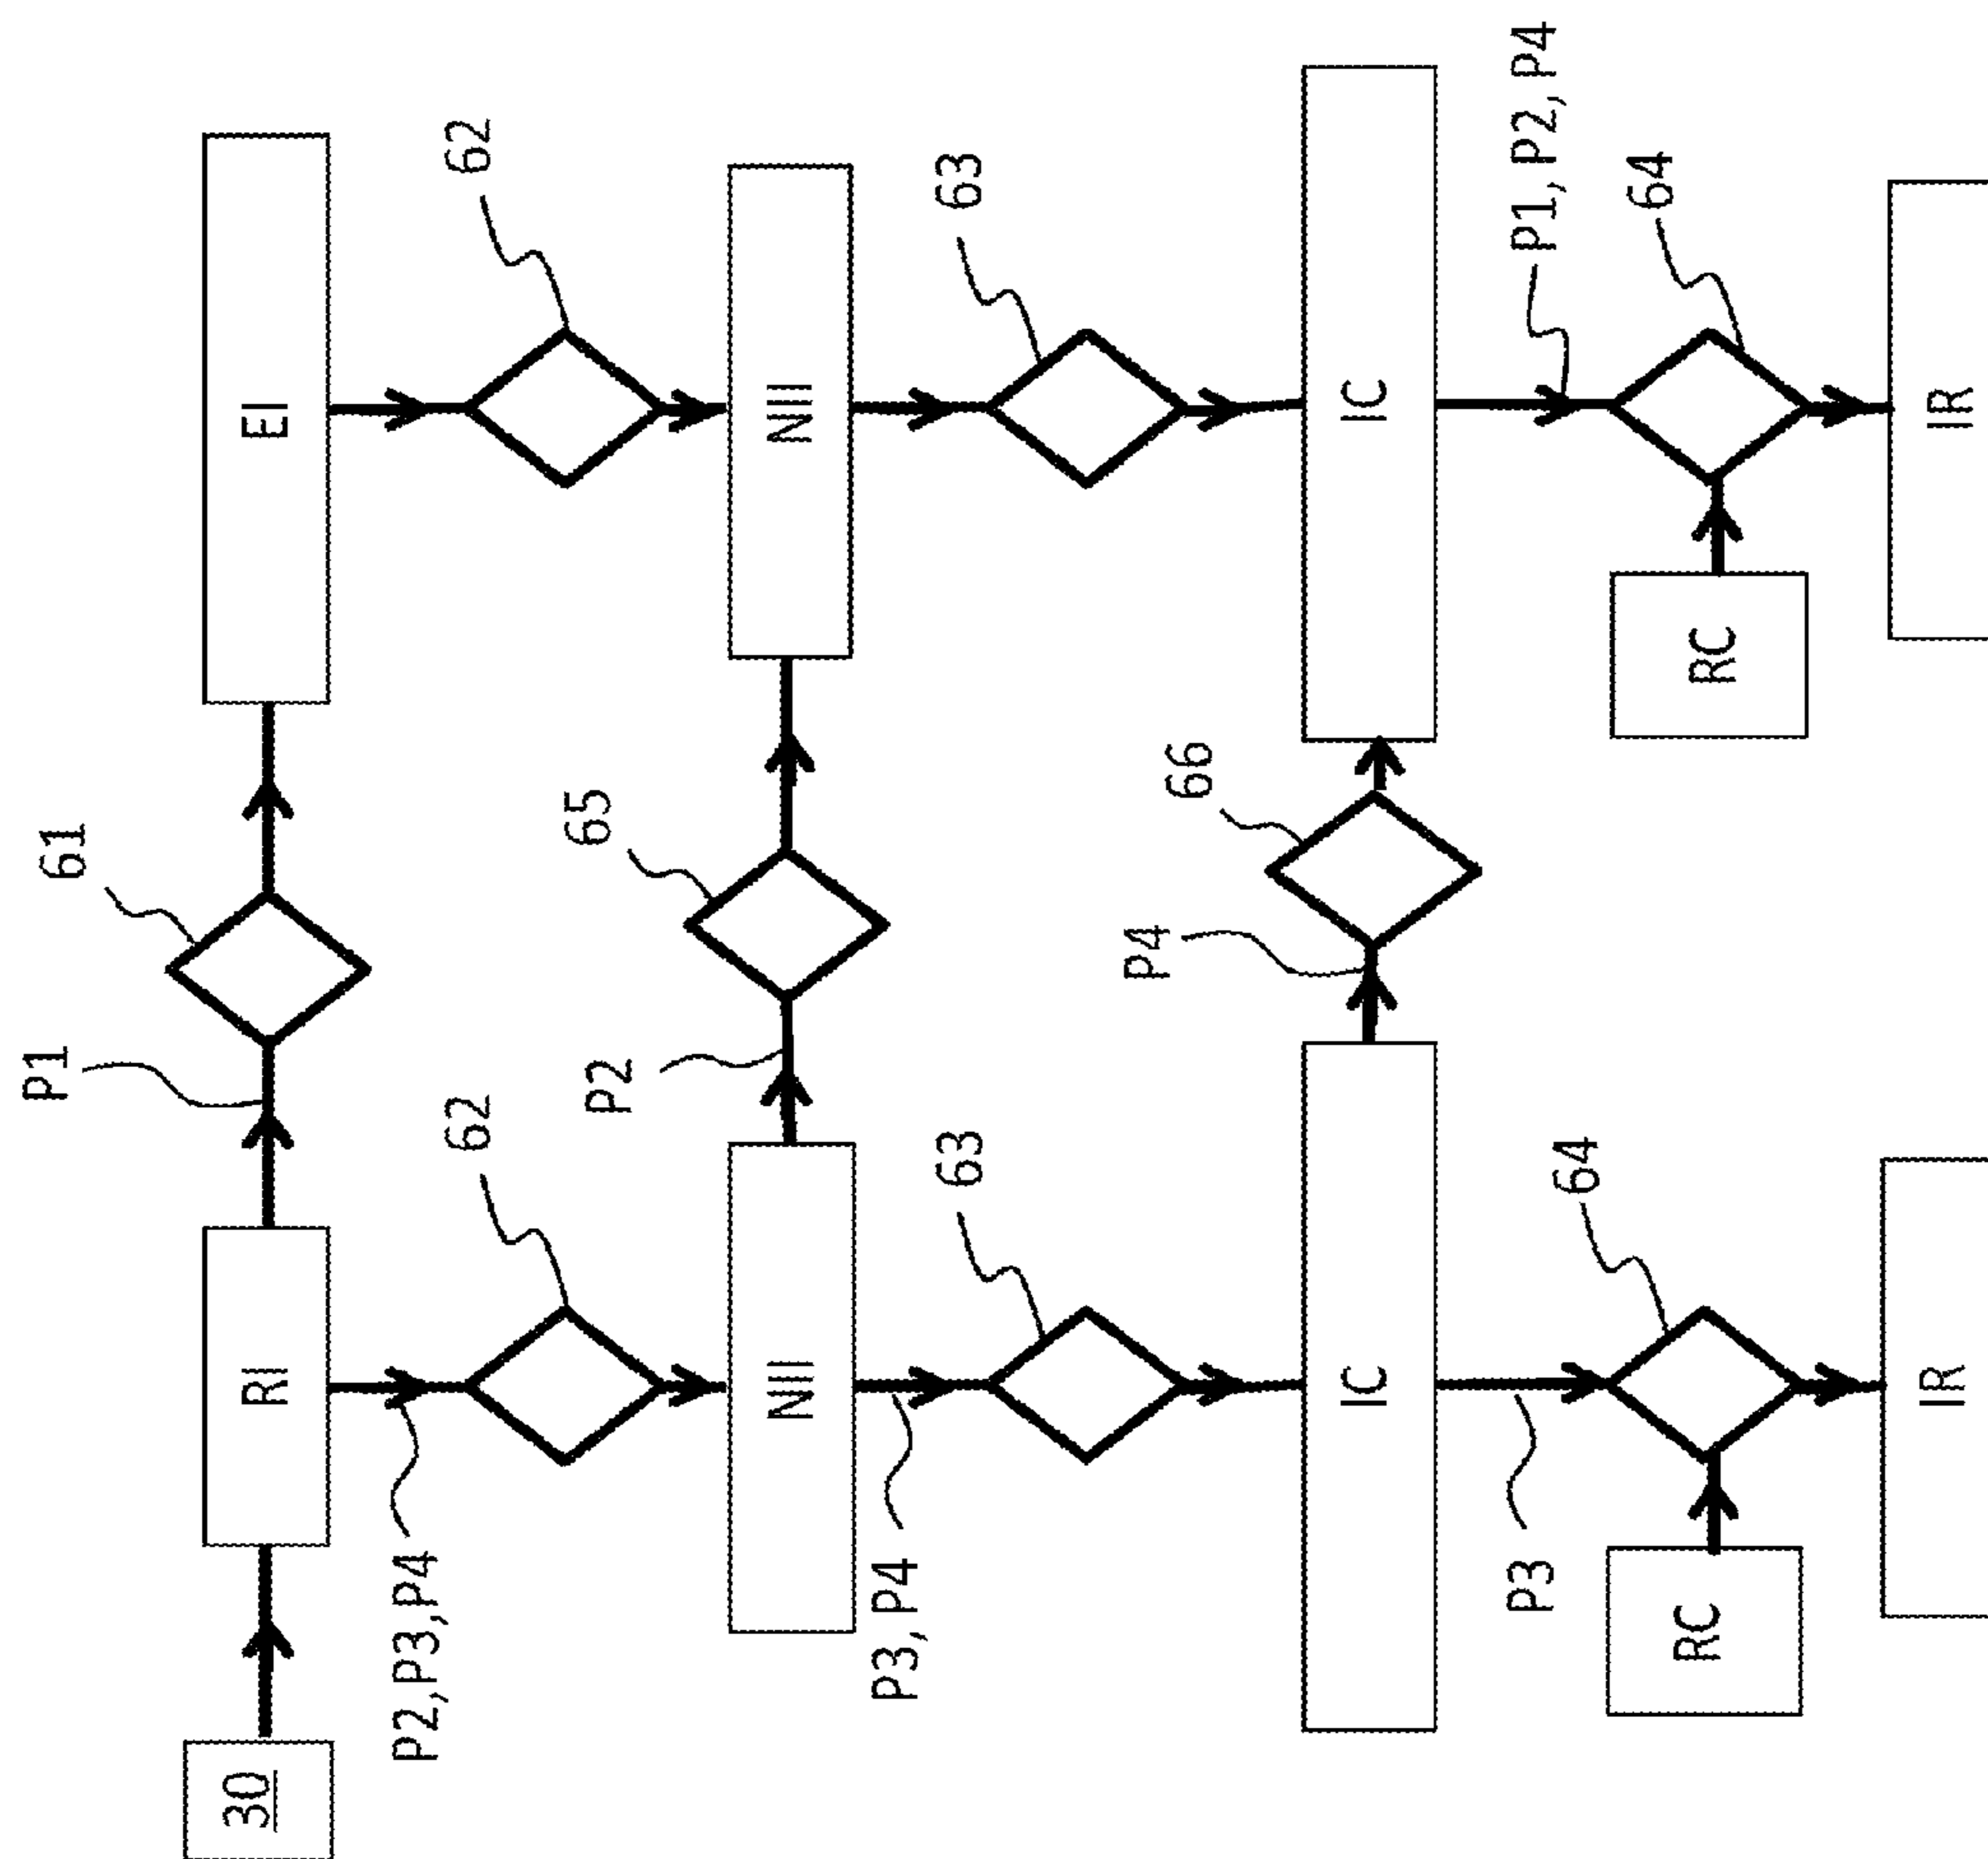 P1
61
30
RI
EI
P2,P3,P4
62
62
P2
65
NII
NII
P3,P4
63
63
P4
66
IC
IC
P3
P1,P2,P4
64
64
RC
RC
IR
IR